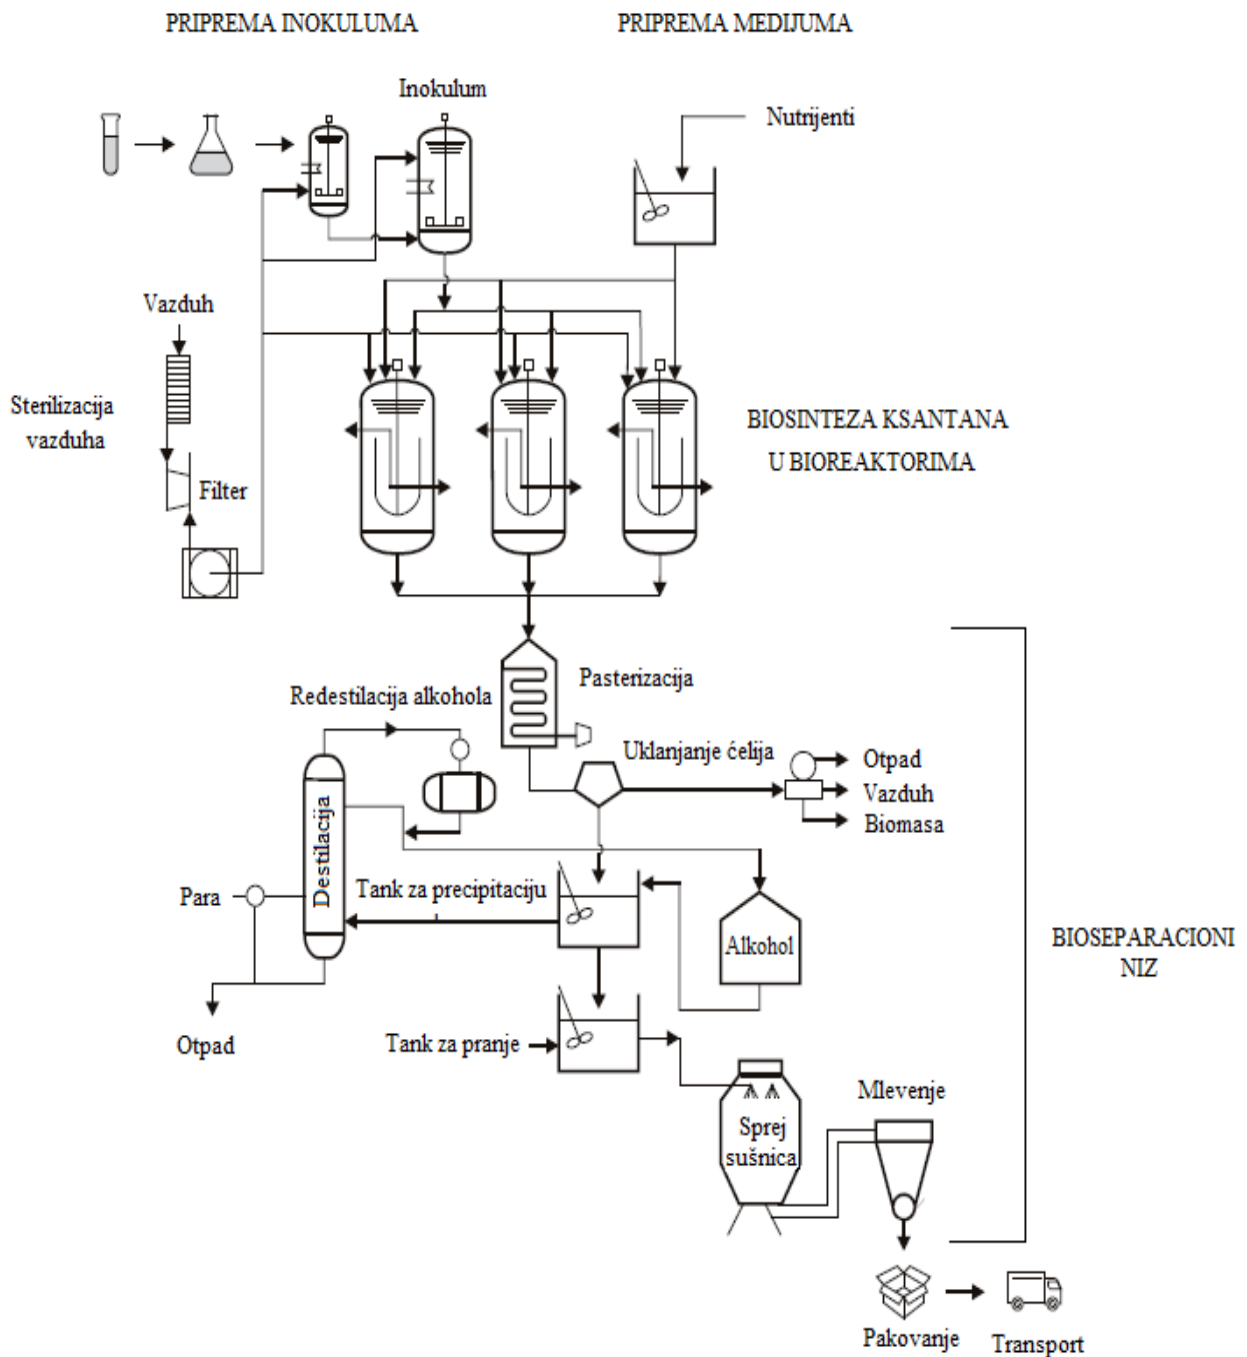 PRIPREMA INOKULUMA
PRIPREMA MEDIJUMA
Inokulum
Nutrijenti
Vazduh
Sterilizacija
vazduha
Filter
BIOSINTEZA KSANTANA
U BIOREAKTORIMA
Pasterizacija
Redestilacija alkohola
Uklanjanje ćelija
Otpad
Vazduh
Biomasa
Destilacija
Para
Tank za precipitaciju
Alkohol
BIOSEPARACIONI
NIZ
Otpad
Tank za pranje
Mlevenje
Sprej
sušnica
Pakovanje
Transport